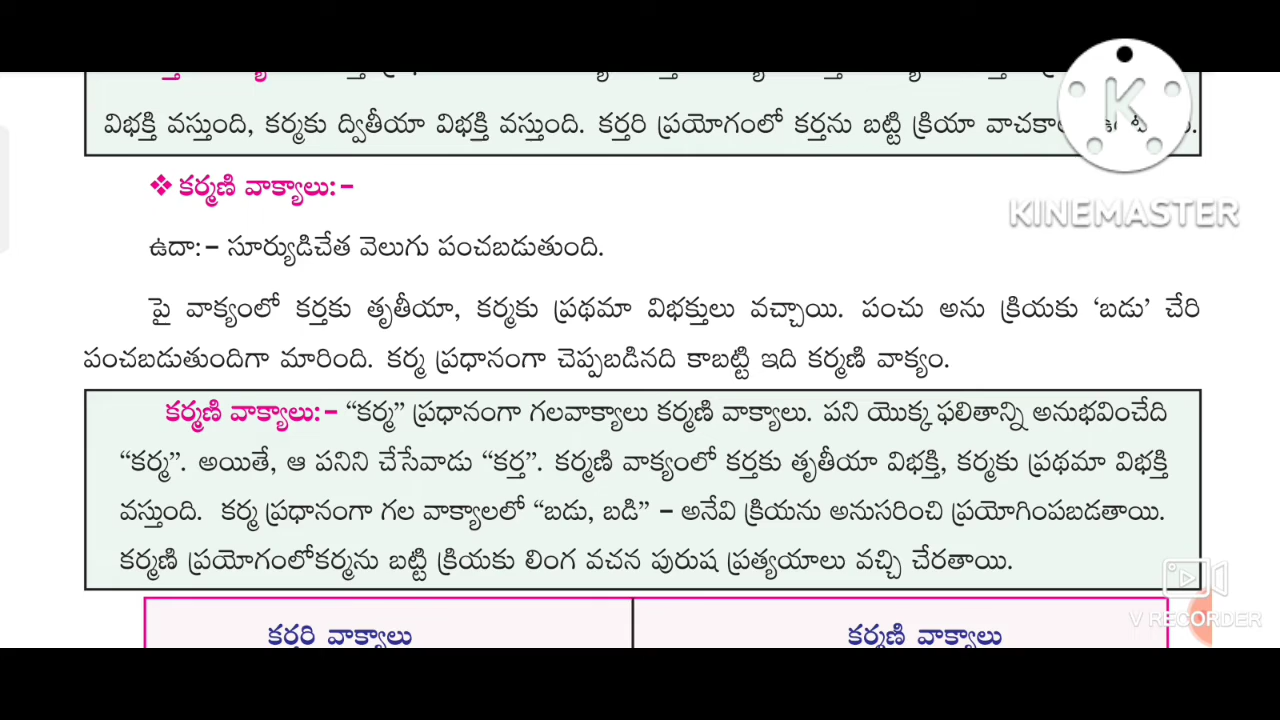 విభక్తి వస్తుంది, కర్మకు ద్వితీయా విభక్తి వస్తుంది. కర్తరి ప్రయోగంలో కర్తను బట్టి క్రియా
KINEMASTER
❖ కర్మణి వాక్యాలు:-
ఉదా:- సూర్యుడిచేత వెలుగు పంచబడుతుంది.
పై వాక్యంలో కర్తకు తృతీయా, కర్మకు ప్రథమా విభక్తులు వచ్చాయి. పంచు అను క్రియకు ‘బడు’ చేరి
పంచబడుతుందిగా మారింది. కర్మ ప్రధానంగా చెప్పబడినది కాబట్టి ఇది కర్మణి వాక్యం.
కర్మణి వాక్యాలు:- “కర్మ” ప్రధానంగా గలవాక్యాలు కర్మణి వాక్యాలు. పని యొక్క ఫలితాన్ని అనుభవించేది
“కర్మ”. అయితే, ఆ పనిని చేసేవాడు “కర్త”. కర్మణి వాక్యంలో కర్తకు తృతీయా విభక్తి, కర్మకు ప్రథమా విభక్తి
వస్తుంది. కర్మ ప్రధానంగా గల వాక్యాలలో “బడు, బడి” - అనేవి క్రియను అనుసరించి ప్రయోగింపబడతాయి.
కర్మణి ప్రయోగంలోకర్మను బట్టి క్రియకు లింగ వచన పురుష ప్రత్యయాలు వచ్చి చేరతాయి.
V RECORDER
కర్తరి వాక్యాలు
కర్మణి వాక్యాలు